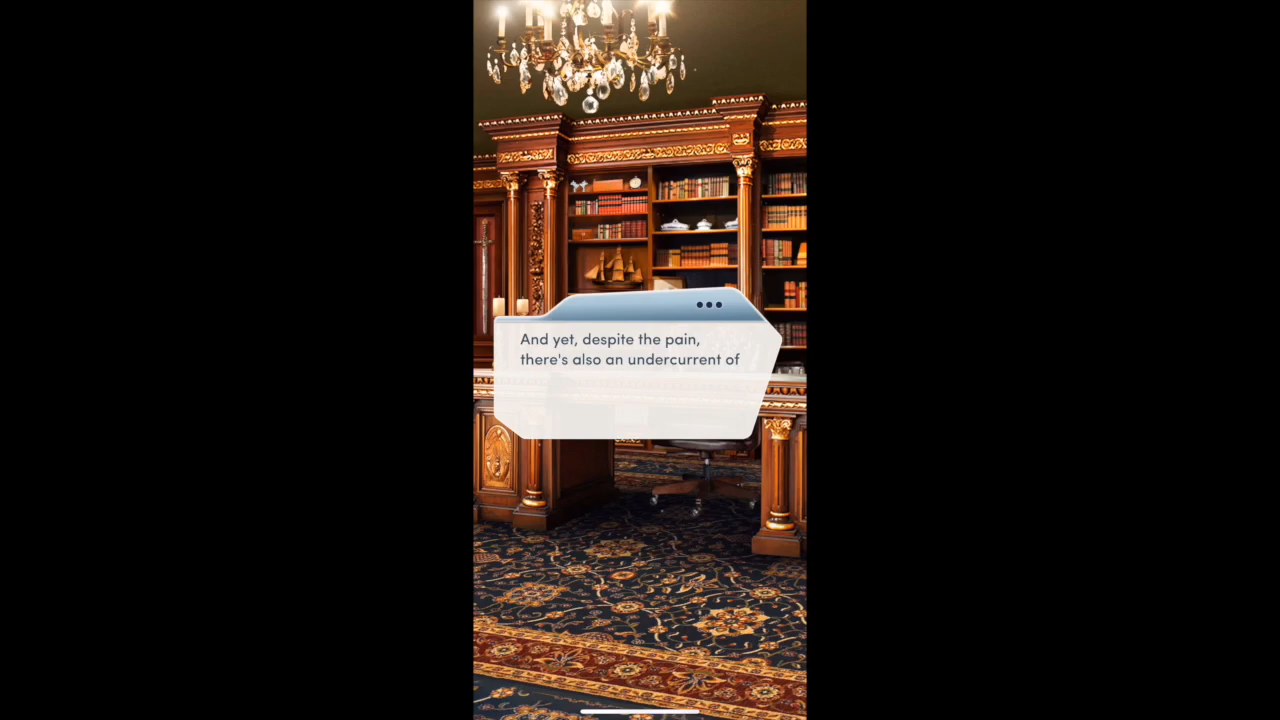 And yet, despite the pain,
there's also an undercurrent of